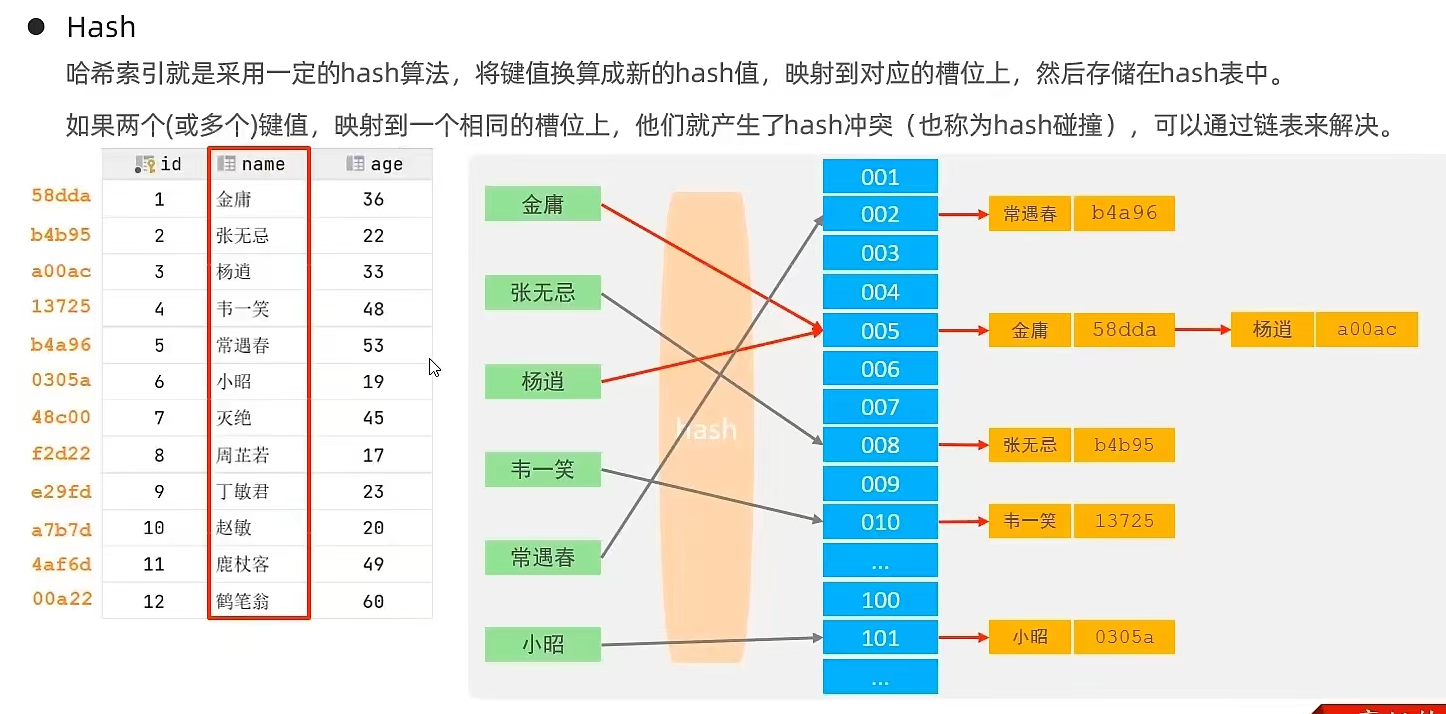 ● Hash
哈希索引就是采用一定的hash算法，将键值换算成新的hash值，映射到对应的槽位上，然后存储在hash表中。
如果两个(或多个)键值，映射到一个相同的槽位上，他们就产生了hash冲突（也称为hash碰撞），可以通过链表来解决。
id name age
58dda 1 金庸 36
b4b95 2 张无忌 22
a00ac 3 杨逍 33
13725 4 韦一笑 48
b4a96 5 常遇春 53
0305a 6 小昭 19
48c00 7 灭绝 45
f2d22 8 周芷若 17
e29fd 9 丁敏君 23
a7b7d 10 赵敏 20
4af6d 11 鹿杖客 49
00a22 12 鹤笔翁 60
金庸
张无忌
杨逍
韦一笑
常遇春
小昭
hash
001
002 常遇春 b4a96
003
004
005 金庸 58dda 杨逍 a00ac
006
007
008 张无忌 b4b95
009
010 韦一笑 13725
...
100
101 小昭 0305a
...